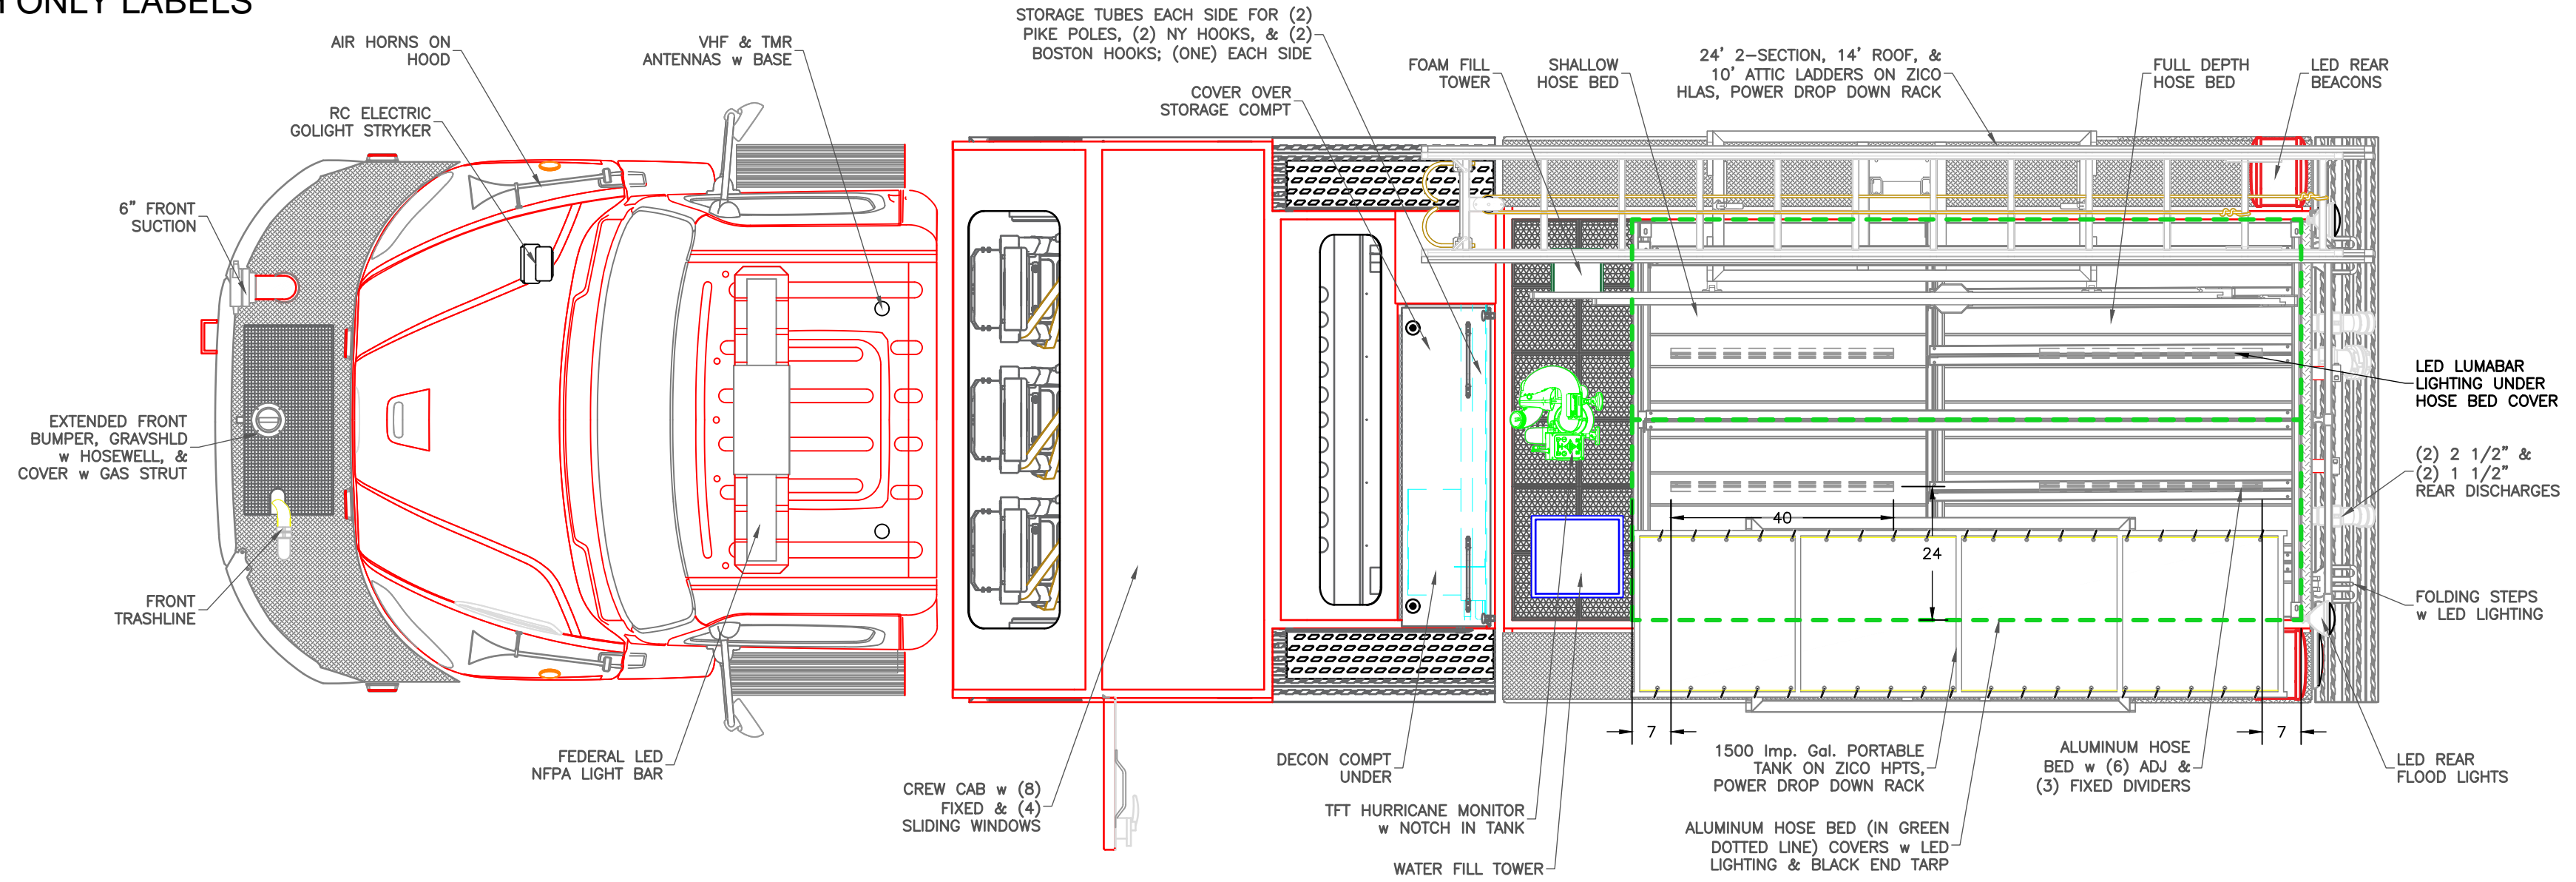 ONLY LABELS
AIR HORNS ON
HOOD
VHF & TMR
ANTENNAS w BASE
STORAGE TUBES EACH SIDE FOR (2)
PIKE POLES, (2) NY HOOKS, & (2)
BOSTON HOOKS; (ONE) EACH SIDE
COVER OVER
STORAGE COMPT
FOAM FILL
TOWER
SHALLOW
HOSE BED
24' 2-SECTION, 14' ROOF, &
10' ATTIC LADDERS ON ZICO
HLAS, POWER DROP DOWN RACK
FULL DEPTH
HOSE BED
LED REAR
BEACONS
RC ELECTRIC
GOLIGHT STRYKER
6" FRONT
SUCTION
EXTENDED FRONT
BUMPER, GRAVSHLD
w HOSEWELL, &
COVER w GAS STRUT
FRONT
TRASHLINE
FEDERAL LED
NFPA LIGHT BAR
CREW CAB w (8)
FIXED & (4)
SLIDING WINDOWS
DECON COMPT
UNDER
TFT HURRICANE MONITOR
w NOTCH IN TANK
WATER FILL TOWER
40
24
7
7
1500 Imp. Gal. PORTABLE
TANK ON ZICO HPTS,
POWER DROP DOWN RACK
ALUMINUM HOSE BED (IN GREEN
DOTTED LINE) COVERS w LED
LIGHTING & BLACK END TARP
ALUMINUM HOSE
BED w (6) ADJ &
(3) FIXED DIVIDERS
LED LUMABAR
LIGHTING UNDER
HOSE BED COVER
(2) 2 1/2" &
(2) 1 1/2"
REAR DISCHARGES
FOLDING STEPS
w LED LIGHTING
LED REAR
FLOOD LIGHTS